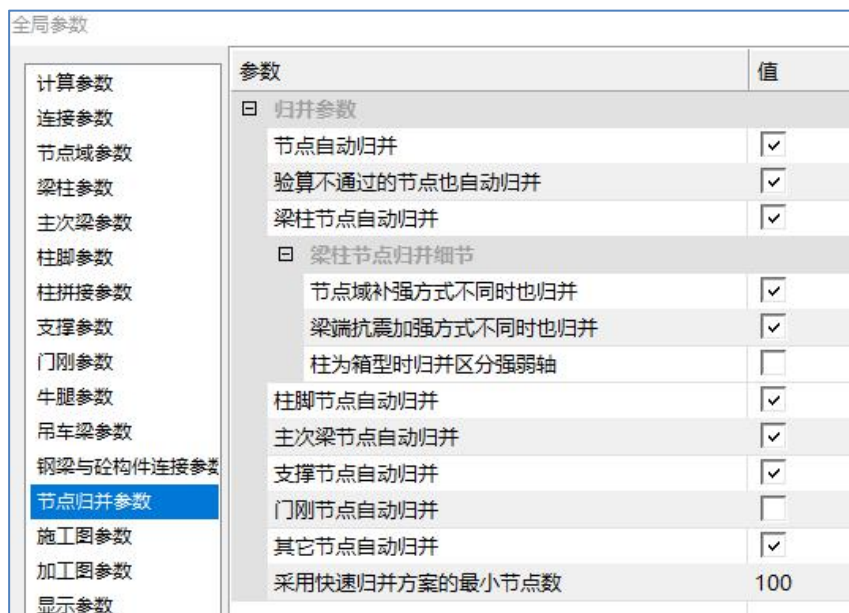 全局参数
计算参数
连接参数
节点域参数
梁柱参数
主次梁参数
柱脚参数
柱拼接参数
支撑参数
门刚参数
牛腿参数
吊车梁参数
钢梁与砼构件连接参数
节点归并参数
施工图参数
加工图参数
显示参数
参数 值
归并参数
节点自动归并
验算不通过的节点也自动归并
梁柱节点自动归并
梁柱节点归并细节
节点域补强方式不同时也归并
梁端抗震加强方式不同时也归并
柱为箱型时归并区分强弱轴
柱脚节点自动归并
主次梁节点自动归并
支撑节点自动归并
门刚节点自动归并
其它节点自动归并
采用快速归并方案的最小节点数 100